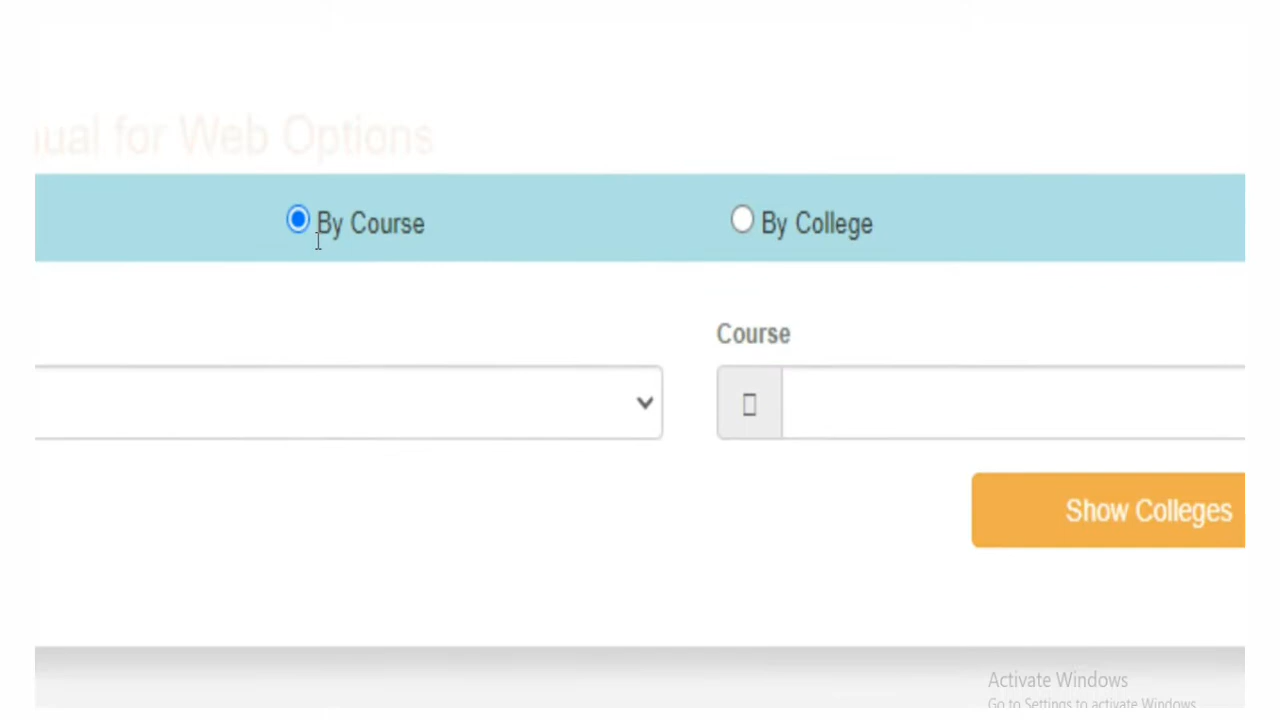 ual for Web Options
By Course
By College
Course
Show Colleges
Activate Windows
Go to Settings to activate Windows.